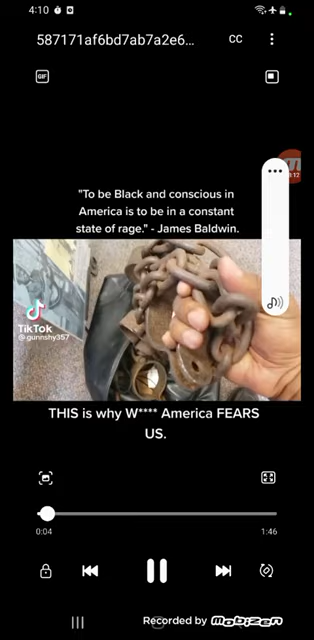 4:10
587171af6bd7ab7a2e6...
CC
GIF
"To be Black and conscious in
America is to be in a constant
state of rage." - James Baldwin.
TikTok
@gunnshy357
THIS is why W**** America FEARS
US.
0:04
1:46
Recorded by MOBIZEN